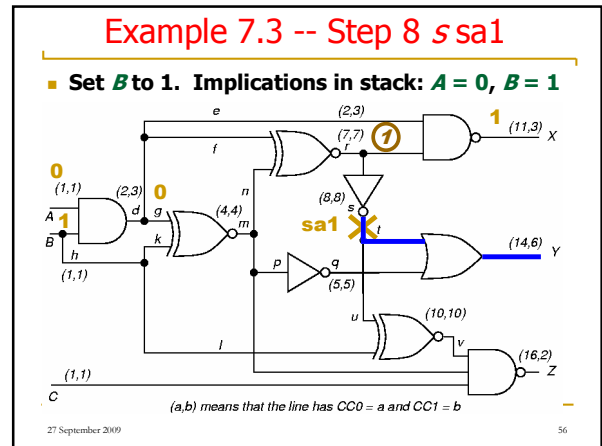 Example 7.3 -- Step 8 s sa1
Set B to 1. Implications in stack: A = 0, B = 1
e
(2,3)
1
(11,3)
X
f
(7,7)
r
1
0
(1,1)
(2,3)
0
n
(8,8)
s
A
1
d
g
(4,4)
m
sa1
t
(14,6)
Y
B
k
h
(1,1)
p
q
(5,5)
u
(10,10)
v
(16,2)
Z
l
(1,1)
C
(a,b) means that the line has CC0 = a and CC1 = b
27 September 2009
56